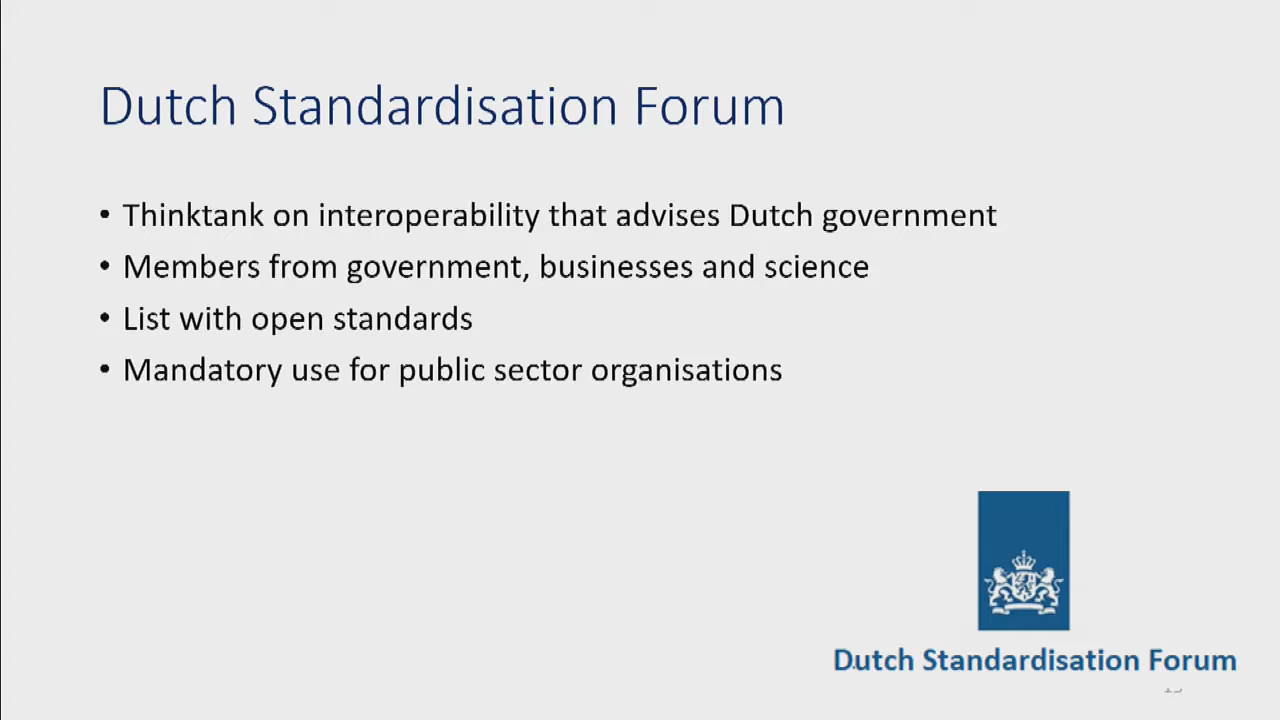 Dutch Standardisation Forum
• Thinktank on interoperability that advises Dutch government
• Members from government, businesses and science
• List with open standards
• Mandatory use for public sector organisations
Dutch Standardisation Forum